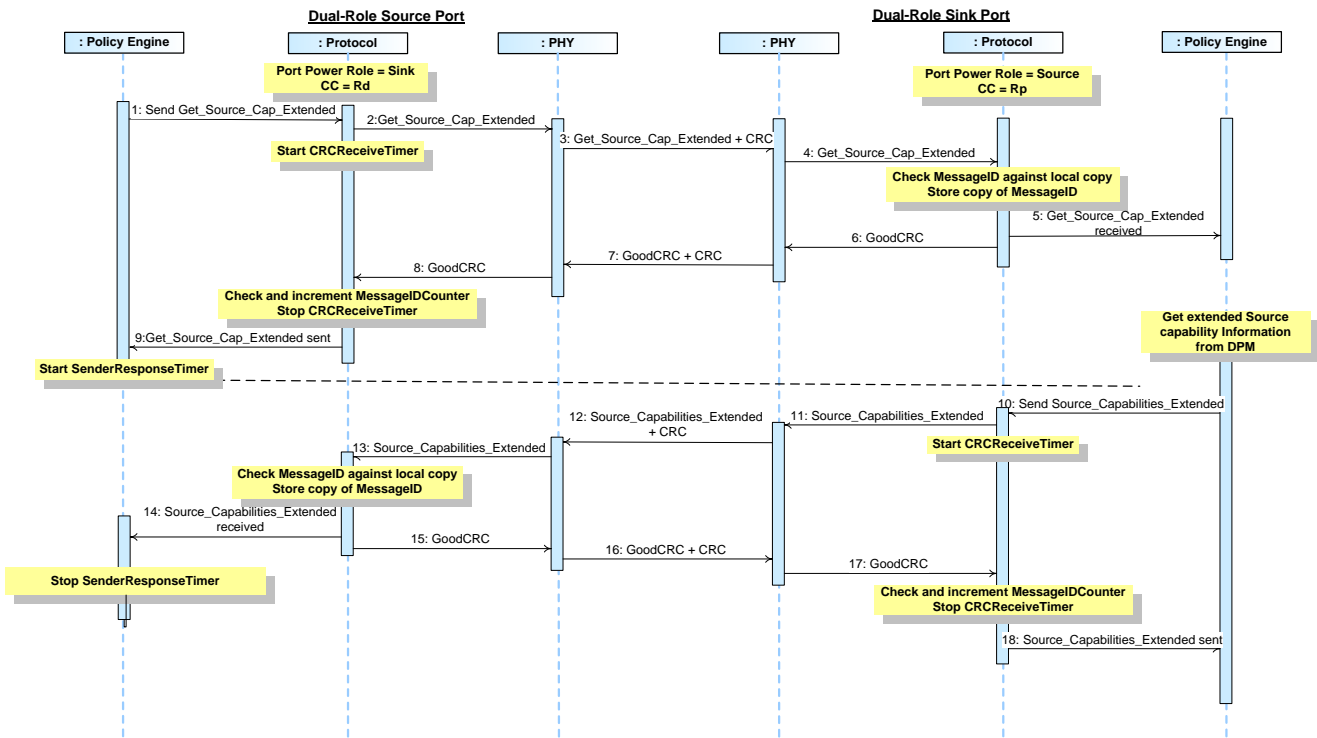 Dual-Role Source Port
Dual-Role Sink Port
: Policy Engine
: Protocol
: PHY
: PHY
: Protocol
: Policy Engine
Port Power Role = Sink
CC = Rd
Port Power Role = Source
CC = Rp
1: Send Get_Source_Cap_Extended
2:Get_Source_Cap_Extended
Start CRCReceiveTimer
3: Get_Source_Cap_Extended + CRC
4: Get_Source_Cap_Extended
Check MessageID against local copy
Store copy of MessageID
5: Get_Source_Cap_Extended
received
6: GoodCRC
7: GoodCRC + CRC
8: GoodCRC
Check and increment MessageIDCounter
Stop CRCReceiveTimer
9:Get_Source_Cap_Extended sent
Start SenderResponseTimer
Get extended Source
capability Information
from DPM
10: Send Source_Capabilities_Extended
11: Source_Capabilities_Extended
Start CRCReceiveTimer
12: Source_Capabilities_Extended
+ CRC
13: Source_Capabilities_Extended
Check MessageID against local copy
Store copy of MessageID
14: Source_Capabilities_Extended
received
15: GoodCRC
16: GoodCRC + CRC
17: GoodCRC
Stop SenderResponseTimer
Check and increment MessageIDCounter
Stop CRCReceiveTimer
18: Source_Capabilities_Extended sent